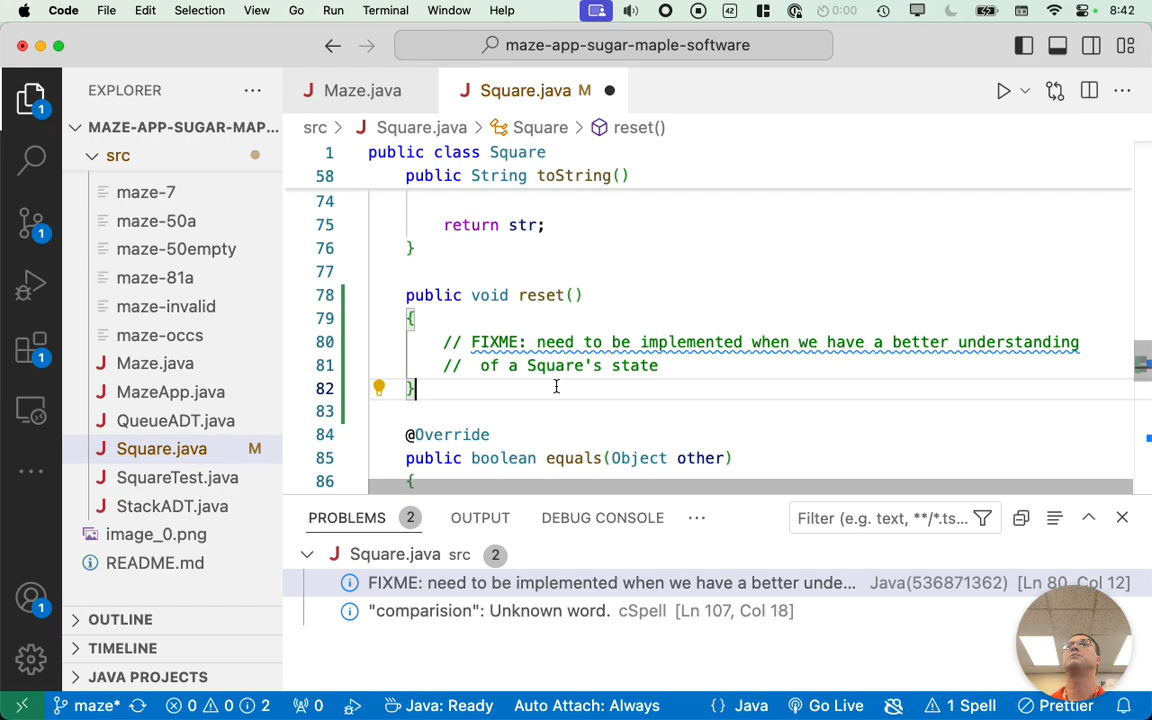 Code File Edit Selection View Go Run Terminal Window Help 42 0:00 8:42
maze-app-sugar-maple-software
EXPLORER
Maze.java
Square.java M
MAZE-APP-SUGAR-MAP...
src > Square.java > Square > reset()
src
1 public class Square
58 public String toString()
74
75 return str;
76 }
77
78 public void reset()
79 {
80 // FIXME: need to be implemented when we have a better understanding
81 // of a Square's state
82 }
83
84 @Override
85 public boolean equals(Object other)
86 {
maze-7
maze-50a
maze-50empty
maze-81a
maze-invalid
maze-occs
Maze.java
MazeApp.java
QueueADT.java
Square.java M
SquareTest.java
StackADT.java
image_0.png
README.md
OUTLINE
TIMELINE
JAVA PROJECTS
1
1
1
1
PROBLEMS 2 OUTPUT DEBUG CONSOLE Filter (e.g. text, **/*.ts...
Square.java src 2
FIXME: need to be implemented when we have a better unde... Java(536871362) [Ln 80, Col 12]
"comparision": Unknown word. cSpell [Ln 107, Col 18]
maze* 0 0 2 0 Java: Ready Auto Attach: Always {} Java Go Live 1 Spell Prettier